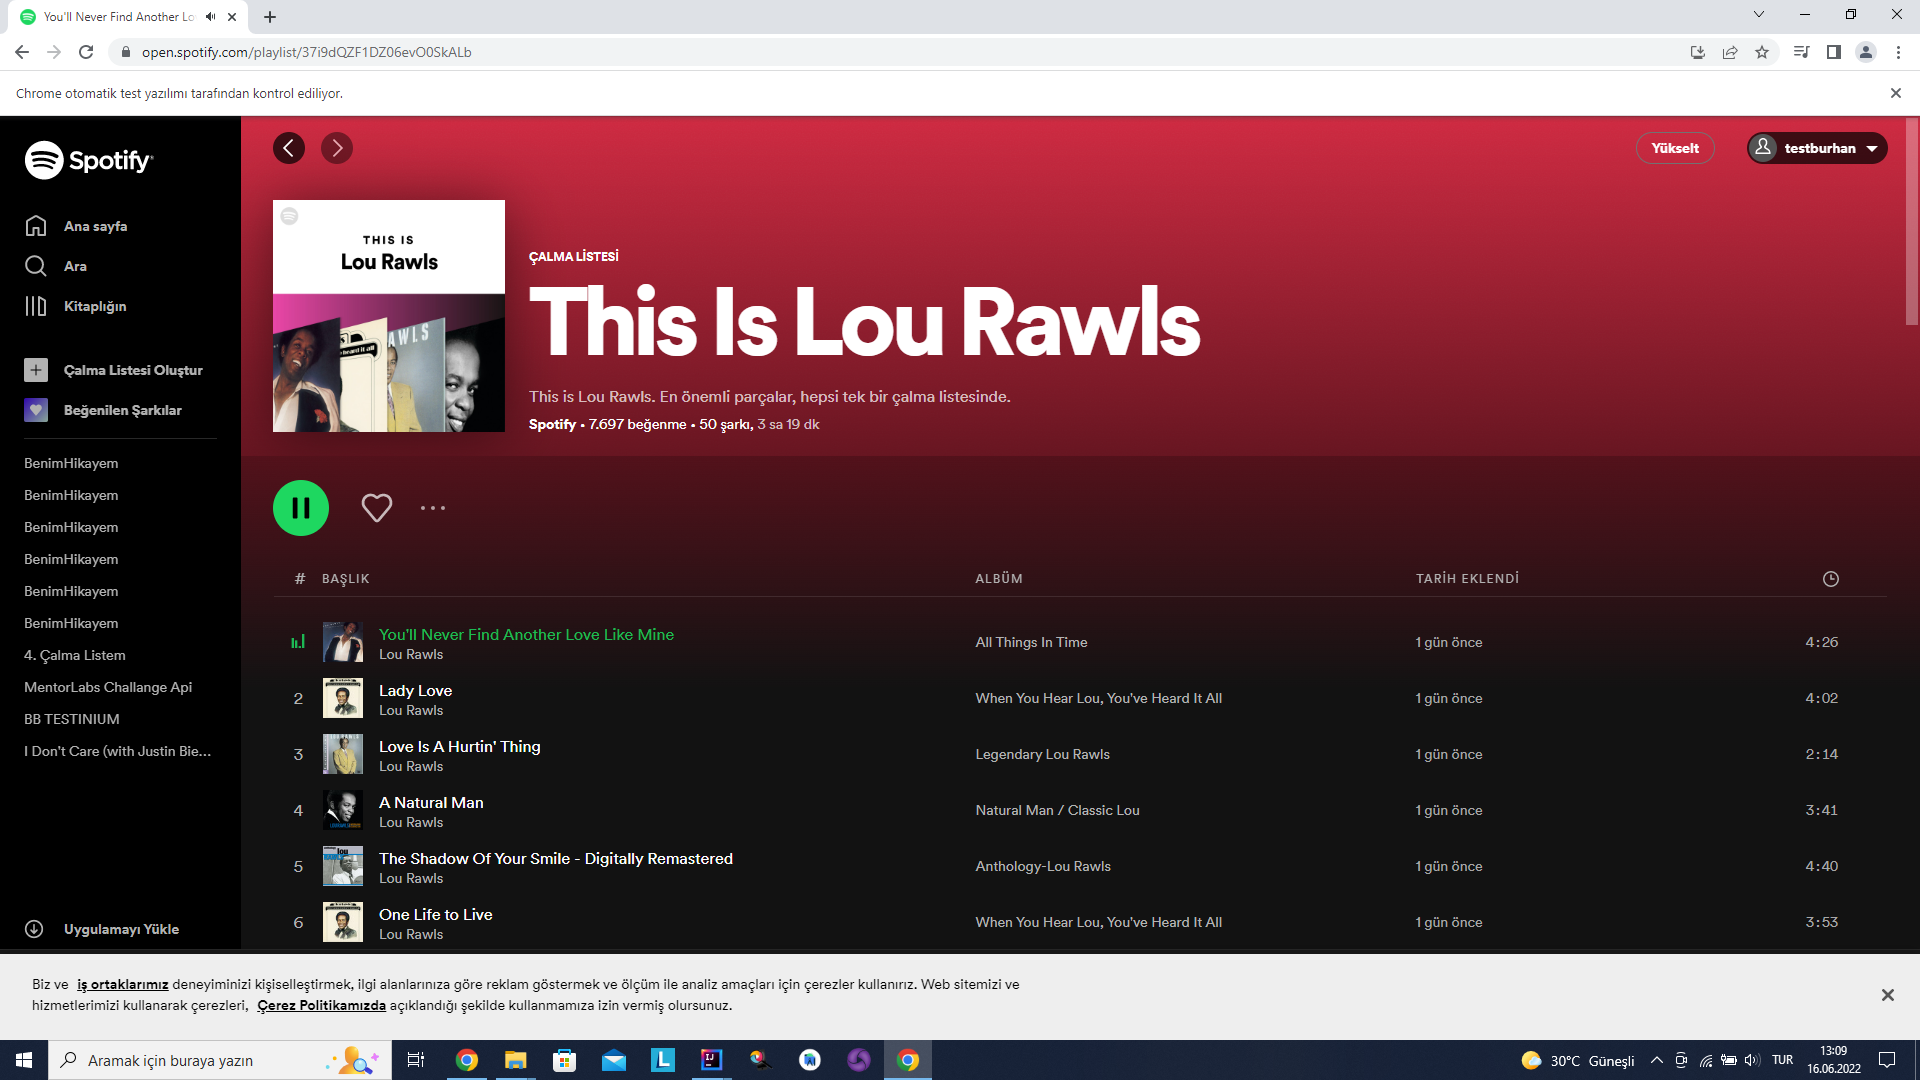 You'll Never Find Another Lo
open.spotify.com/playlist/37i9dQZF1DZ06evO0SkALb
Chrome otomatik test yazılımı tarafından kontrol ediliyor.
Spotify
Ana sayfa
Ara
Kitaplığın
Çalma Listesi Oluştur
Beğenilen Şarkılar
BenimHikayem
BenimHikayem
BenimHikayem
BenimHikayem
BenimHikayem
BenimHikayem
4. Çalma Listem
MentorLabs Challange Api
BB TESTINIUM
I Don't Care (with Justin Bie...
Uygulamayı Yükle
Yükselt
testburhan
THIS IS
Lou Rawls
ÇALMA LİSTESİ
This Is Lou Rawls
This is Lou Rawls. En önemli parçalar, hepsi tek bir çalma listesinde.
Spotify • 7.697 beğenme • 50 şarkı, 3 sa 19 dk
# BAŞLIK ALBÜM TARİH EKLENDİ
You'll Never Find Another Love Like Mine
Lou Rawls
All Things In Time 1 gün önce 4:26
2 Lady Love
Lou Rawls
When You Hear Lou, You've Heard It All 1 gün önce 4:02
3 Love Is A Hurtin' Thing
Lou Rawls
Legendary Lou Rawls 1 gün önce 2:14
4 A Natural Man
Lou Rawls
Natural Man / Classic Lou 1 gün önce 3:41
5 The Shadow Of Your Smile - Digitally Remastered
Lou Rawls
Anthology-Lou Rawls 1 gün önce 4:40
6 One Life to Live
Lou Rawls
When You Hear Lou, You've Heard It All 1 gün önce 3:53
Biz ve iş ortaklarımız deneyiminizi kişiselleştirmek, ilgi alanlarınıza göre reklam göstermek ve ölçüm ile analiz amaçları için çerezler kullanırız. Web sitemizi ve
hizmetlerimizi kullanarak çerezleri, Çerez Politikamızda açıklandığı şekilde kullanmamıza izin vermiş olursunuz.
Aramak için buraya yazın
30°C Güneşli
TUR
13:09
16.06.2022